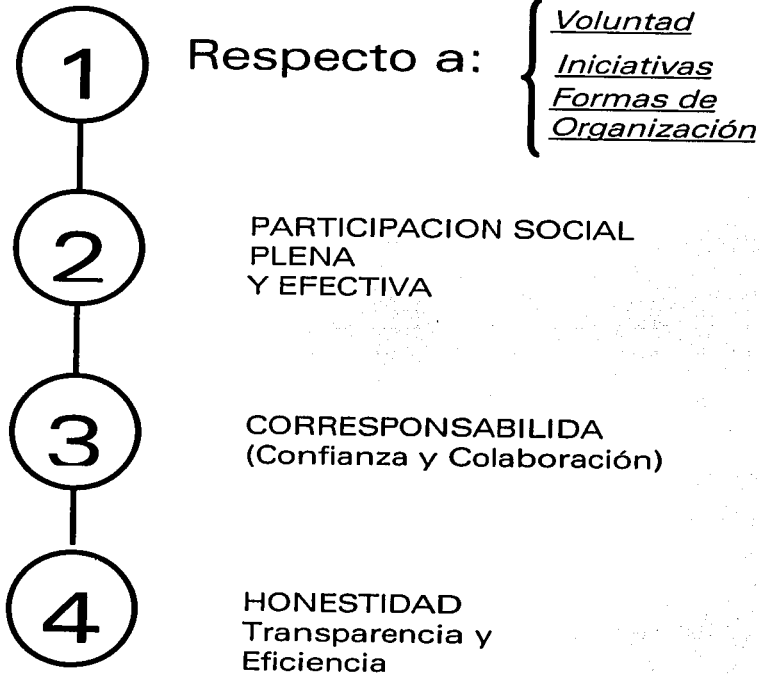 1
Respecto a:
Voluntad
Iniciativas
Formas de
Organización
2
PARTICIPACION SOCIAL
PLENA
Y EFECTIVA
3
CORRESPONSABILIDA
(Confianza y Colaboración)
4
HONESTIDAD
Transparencia y
Eficiencia